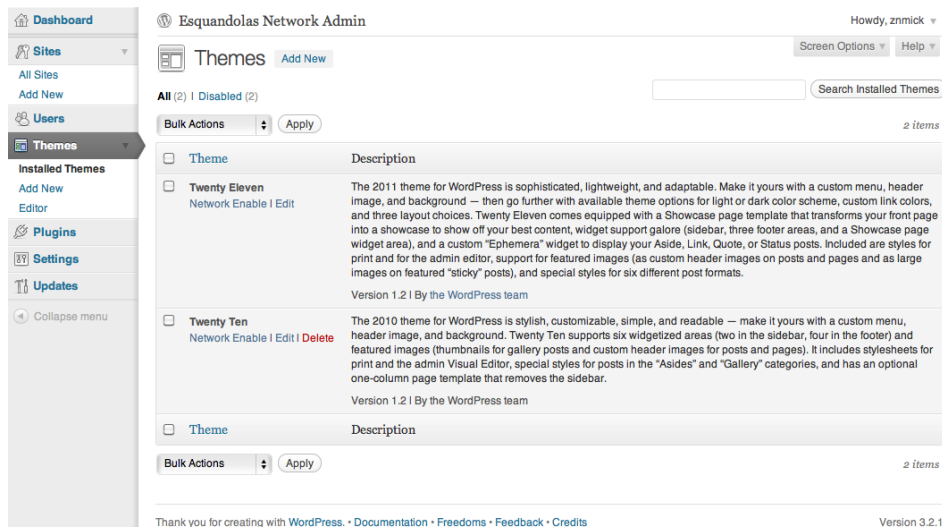 Dashboard
Sites
All Sites
Add New
Users
Themes
Installed Themes
Add New
Editor
Plugins
Settings
Updates
Collapse menu
Esquandolas Network Admin
Howdy, znmick
Screen Options
Help
Themes Add New
All (2) | Disabled (2)
Search Installed Themes
Bulk Actions Apply
2 items
Theme Description
Twenty Eleven
Network Enable | Edit
The 2011 theme for WordPress is sophisticated, lightweight, and adaptable. Make it yours with a custom menu, header
image, and background — then go further with available theme options for light or dark color scheme, custom link colors,
and three layout choices. Twenty Eleven comes equipped with a Showcase page template that transforms your front page
into a showcase to show off your best content, widget support galore (sidebar, three footer areas, and a Showcase page
widget area), and a custom “Ephemera” widget to display your Aside, Link, Quote, or Status posts. Included are styles for
print and for the admin editor, support for featured images (as custom header images on posts and pages and as large
images on featured “sticky” posts), and special styles for six different post formats.
Version 1.2 | By the WordPress team
Twenty Ten
Network Enable | Edit | Delete
The 2010 theme for WordPress is stylish, customizable, simple, and readable — make it yours with a custom menu,
header image, and background. Twenty Ten supports six widgetized areas (two in the sidebar, four in the footer) and
featured images (thumbnails for gallery posts and custom header images for posts and pages). It includes stylesheets for
print and the admin Visual Editor, special styles for posts in the “Asides” and “Gallery” categories, and has an optional
one-column page template that removes the sidebar.
Version 1.2 | By the WordPress team
Theme Description
Bulk Actions Apply
2 items
Thank you for creating with WordPress. • Documentation • Freedoms • Feedback • Credits
Version 3.2.1